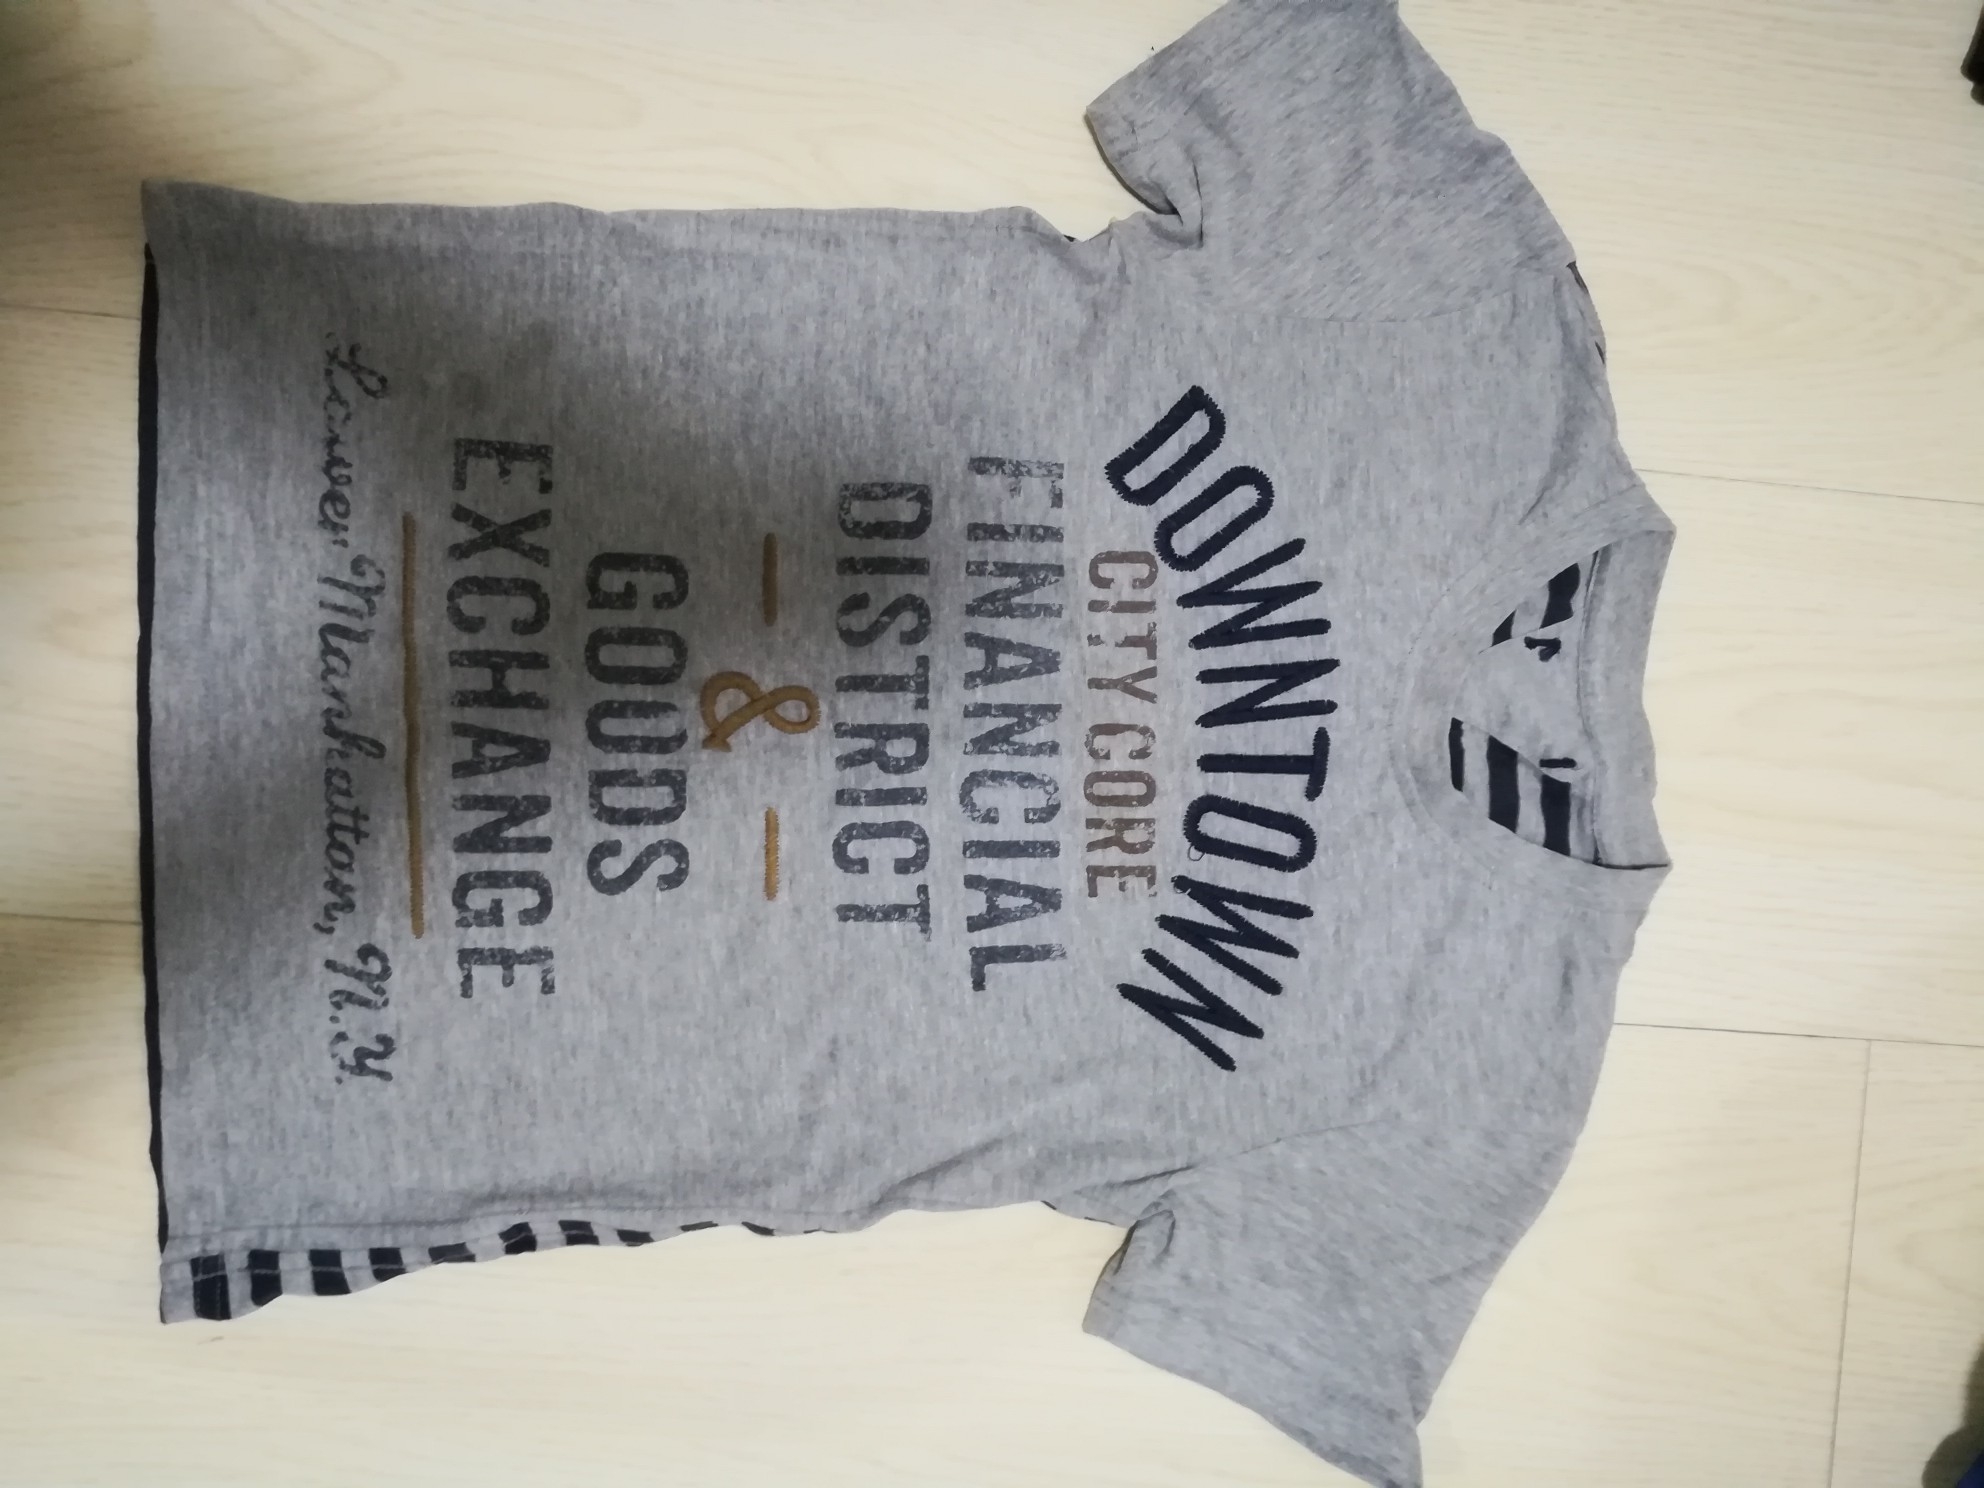 DOWNTOWN
CITY CORE
FINANCIAL
DISTRICT
&
GOODS
EXCHANGE
Lower Manhattan, N.Y.